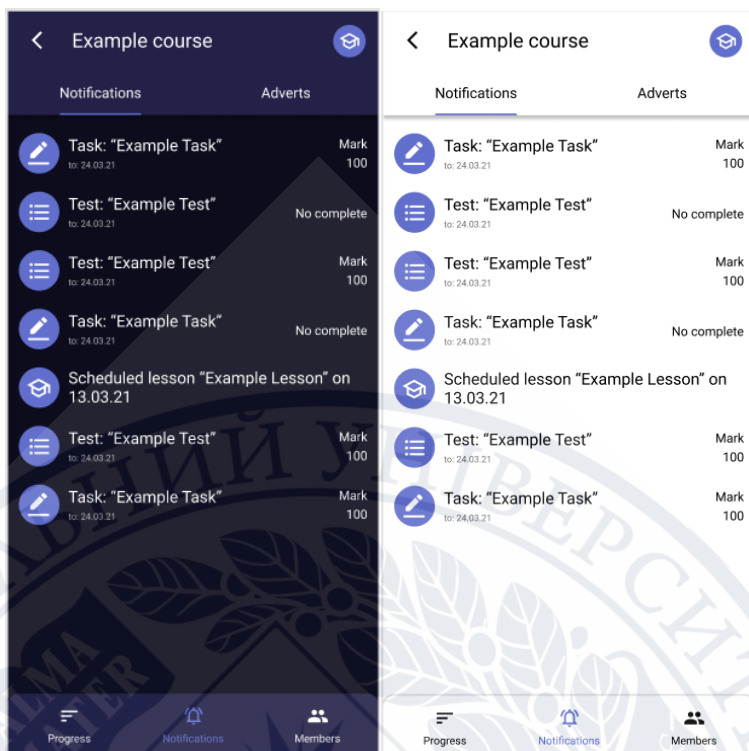 Example course
Notifications Adverts
Task: “Example Task” Mark
to: 24.03.21 100
Test: “Example Test”
to: 24.03.21 No complete
Test: “Example Test” Mark
to: 24.03.21 100
Task: “Example Task”
to: 24.03.21 No complete
Scheduled lesson “Example Lesson” on
13.03.21
Test: “Example Test” Mark
to: 24.03.21 100
Task: “Example Task” Mark
to: 24.03.21 100
Progress Notifications Members
Example course
Notifications Adverts
Task: “Example Task” Mark
to: 24.03.21 100
Test: “Example Test”
to: 24.03.21 No complete
Test: “Example Test” Mark
to: 24.03.21 100
Task: “Example Task”
to: 24.03.21 No complete
Scheduled lesson “Example Lesson” on
13.03.21
Test: “Example Test” Mark
to: 24.03.21 100
Task: “Example Task” Mark
to: 24.03.21 100
Progress Notifications Members
ALMA
MATER